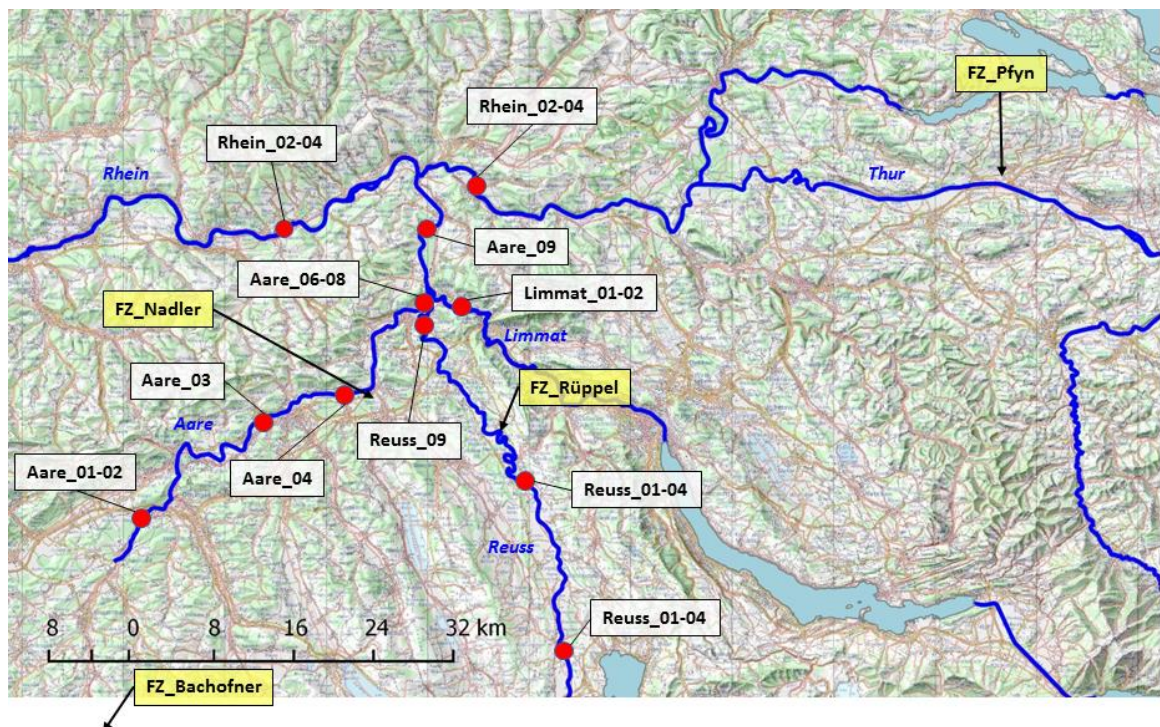 FZ_Pfyn
Rhein_02-04
Rhein_02-04
Rhein
Thur
Aare_09
Aare_06-08
Limmat_01-02
FZ_Nadler
Limmat
Aare_03
FZ_Rüppel
Aare
Reuss_09
Aare_01-02
Aare_04
Reuss_01-04
Reuss
Reuss_01-04
8 0 8 16 24 32 km
FZ_Bachofner